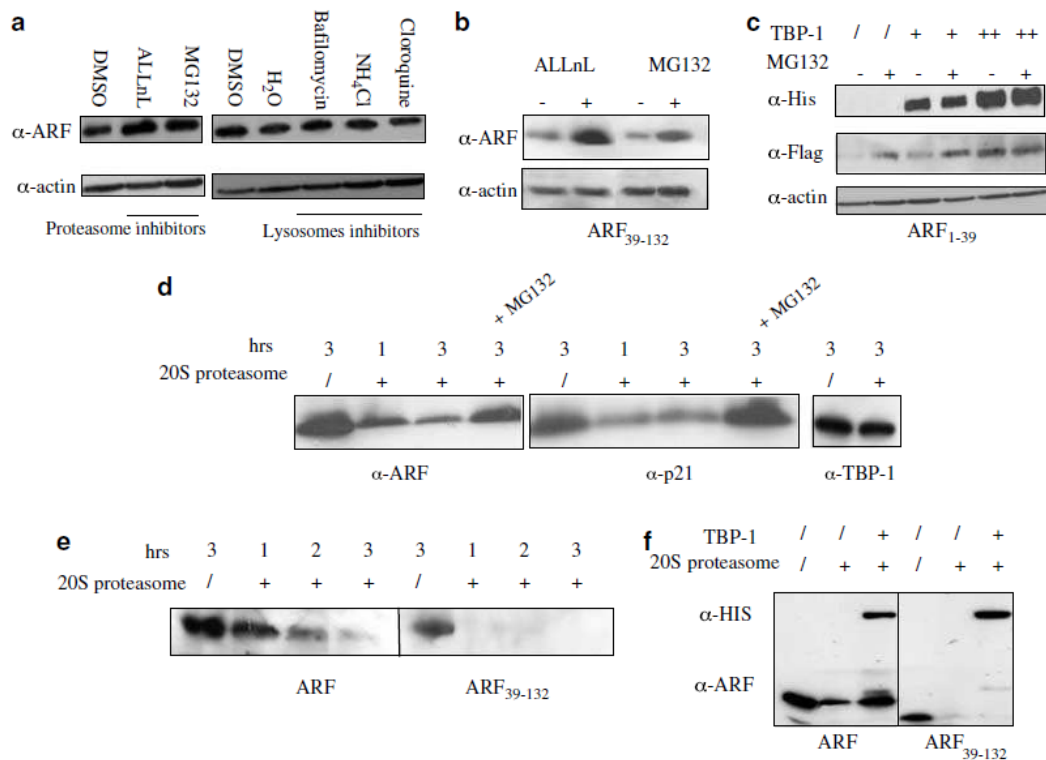 a
DMSO
ALLnL
MG132
DMSO
H₂O
Bafilomycin
NH₄Cl
Cloroquine
α-ARF
α-actin
Proteasome inhibitors
Lysosomes inhibitors
b
ALLnL MG132
- + - +
α-ARF
α-actin
ARF₃₉₋₁₃₂
c
TBP-1 / / + + ++ ++
MG132
- + - + - +
α-His
α-Flag
α-actin
ARF₁₋₃₉
d
+ MG132
+ MG132
hrs 3 1 3 3 3 1 3 3 3 3
20S proteasome / + + + / + + + / +
α-ARF α-p21 α-TBP-1
e
hrs 3 1 2 3 3 1 2 3
20S proteasome / + + + / + + +
ARF ARF₃₉₋₁₃₂
f
TBP-1 / / + / / +
20S proteasome / + + / + +
α-HIS
α-ARF
ARF ARF₃₉₋₁₃₂